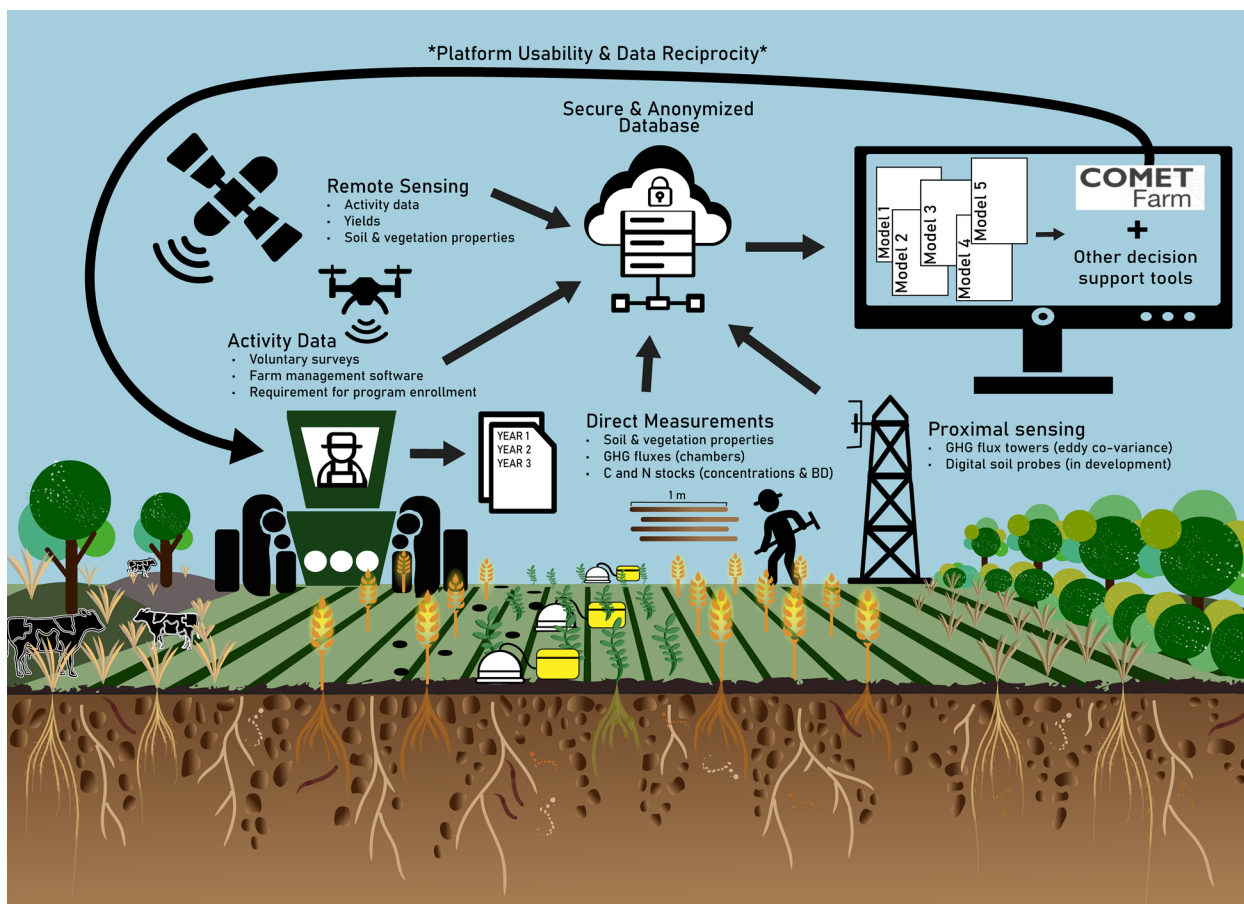 *Platform Usability & Data Reciprocity*
Secure & Anonymized
Database
Remote Sensing
· Activity data
· Yields
· Soil & vegetation properties
Model 1
Model 2
Model 3
Model 4
Model 5
COMET
Farm
+
Other decision
support tools
Activity Data
· Voluntary surveys
· Farm management software
· Requirement for program enrollment
YEAR 1
YEAR 2
YEAR 3
Direct Measurements
· Soil & vegetation properties
· GHG fluxes (chambers)
· C and N stocks (concentrations & BD)
1 m
Proximal sensing
· GHG flux towers (eddy co-variance)
· Digital soil probes (in development)